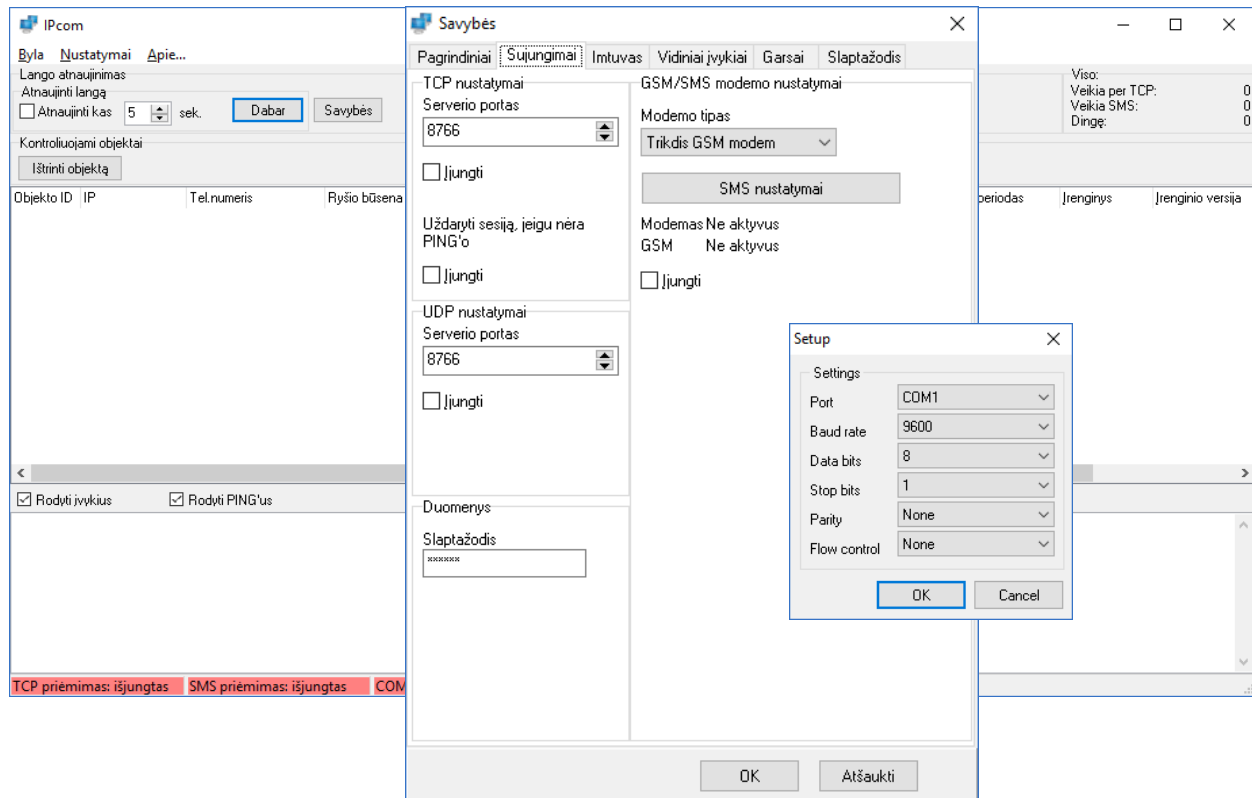 IPcom
Byla Nustatymai Apie...
Lango atnaujinimas
Atnaujinti langą
Atnaujinti kas 5 sek. Dabar Savybės
Kontroliuojami objektai
Ištrinti objektą
Objekto ID IP Tel.numeris Ryšio būsena
periodas Įrenginys Įrenginio versija
Viso:
Veikia per TCP: 0
Veikia SMS: 0
Dingę: 0
Rodyti įvykius Rodyti PING'us
TCP priėmimas: išjungtas SMS priėmimas: išjungtas COM
Savybės
Pagrindiniai Sujungimai Imtuvas Vidiniai įvykiai Garsai Slaptažodis
TCP nustatymai
Serverio portas
8766
Įjungti
Uždaryti sesiją, jeigu nėra
PING'o
Įjungti
UDP nustatymai
Serverio portas
8766
Įjungti
Duomenys
Slaptažodis
******
GSM/SMS modemo nustatymai
Modemo tipas
Trikdis GSM modem
SMS nustatymai
Modemas Ne aktyvus
GSM Ne aktyvus
Įjungti
OK Atšaukti
Setup
Settings
Port COM1
Baud rate 9600
Data bits 8
Stop bits 1
Parity None
Flow control None
OK Cancel